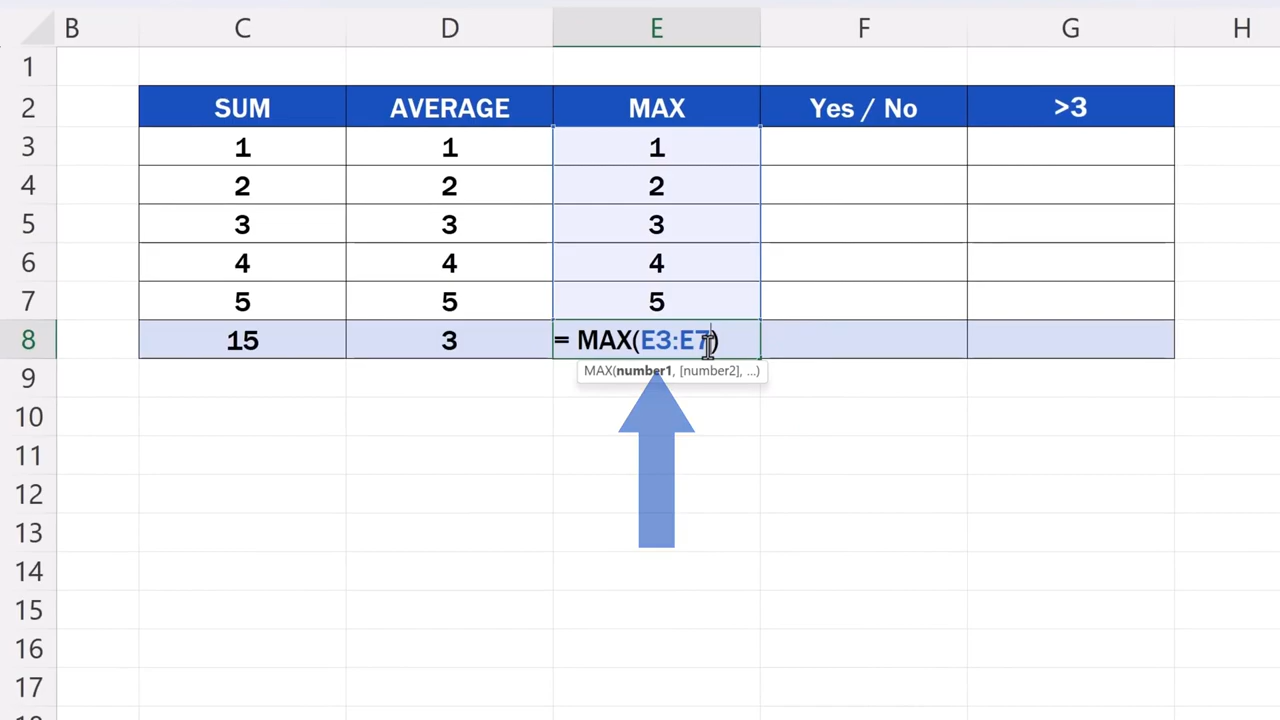 B C D E F G H
1
2 SUM AVERAGE MAX Yes / No >3
3 1 1 1
4 2 2 2
5 3 3 3
6 4 4 4
7 5 5 5
8 15 3 = MAX(E3:E7)
9 MAX(number1, [number2], ...)
10
11
12
13
14
15
16
17